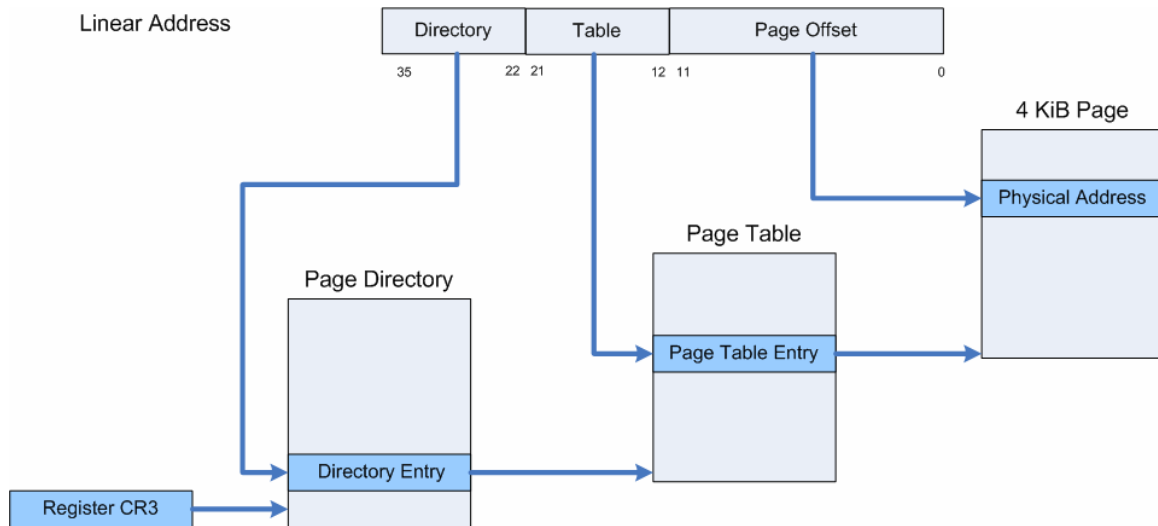 Linear Address
Directory Table Page Offset
35 22 21 12 11 0
4 KiB Page
Physical Address
Page Table
Page Directory
Page Table Entry
Directory Entry
Register CR3